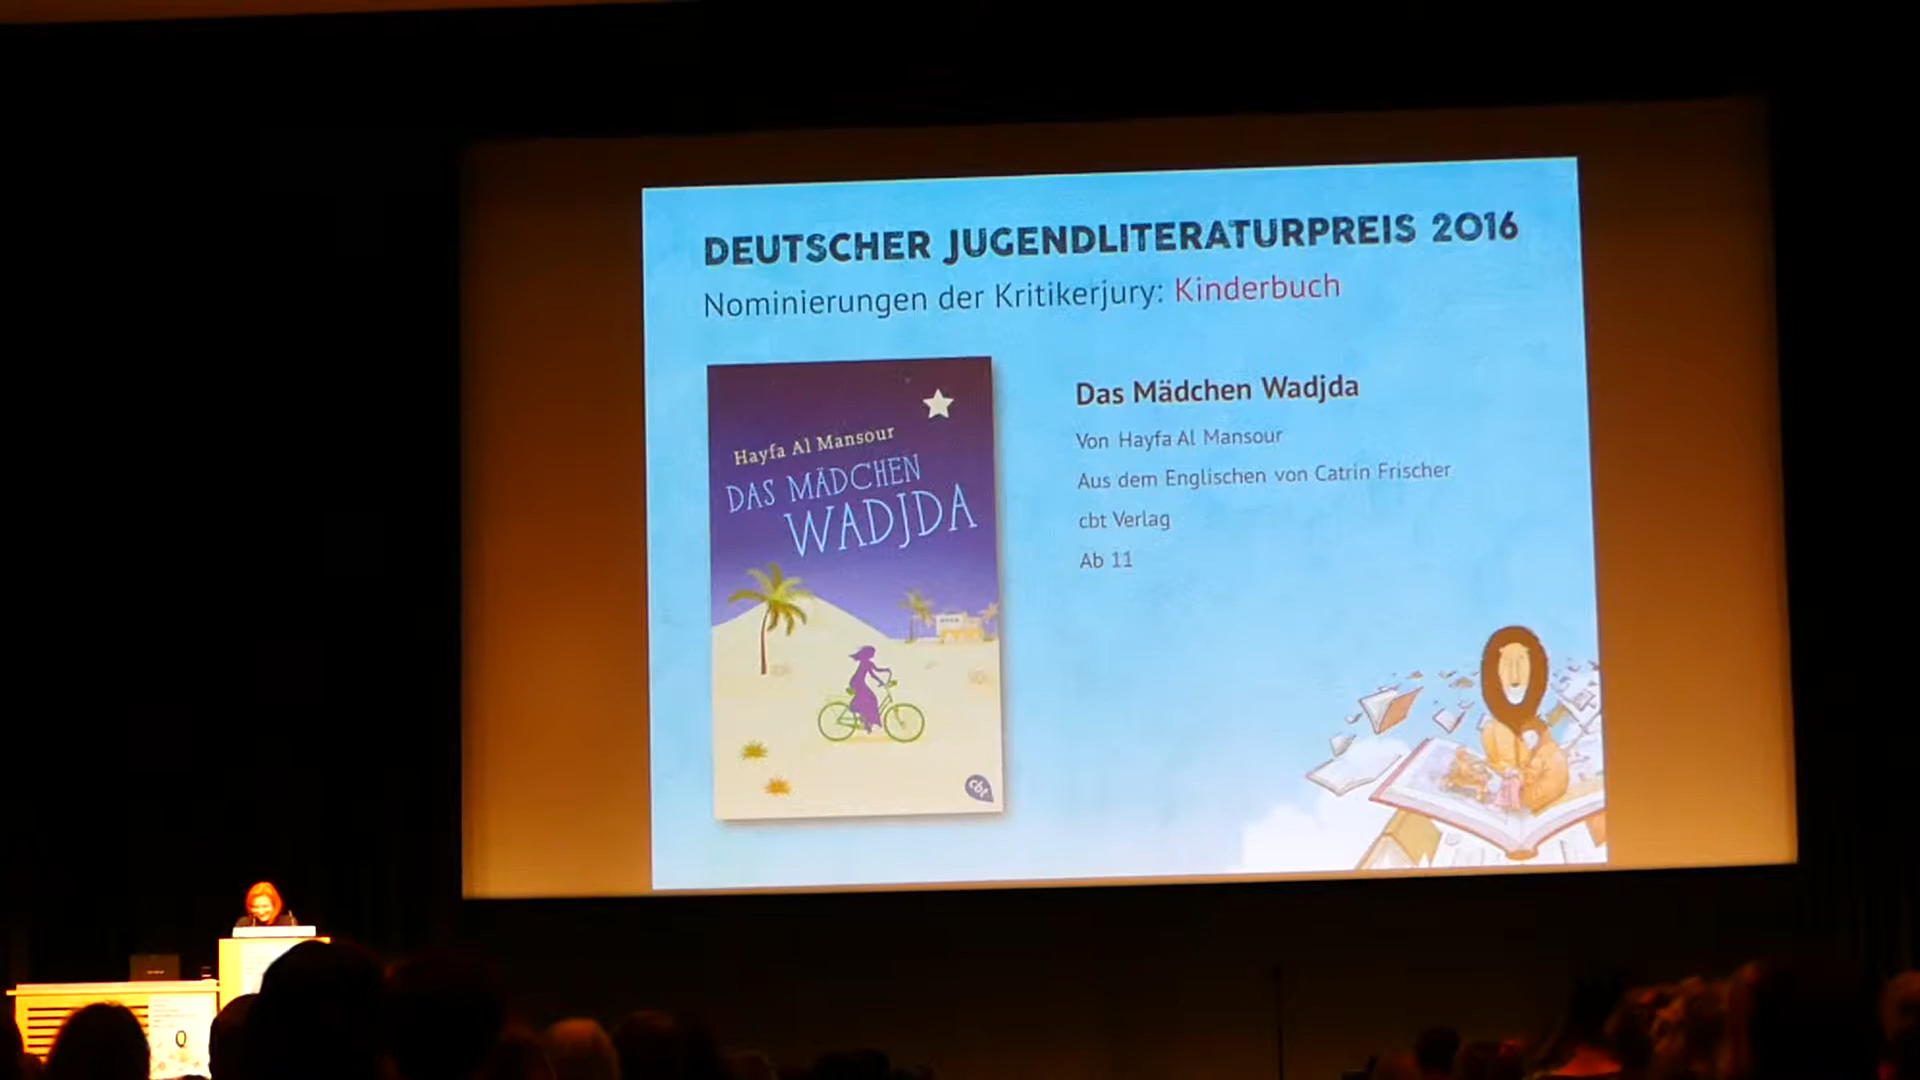 DEUTSCHER JUGENDLITERATURPREIS 2016
Nominierungen der Kritikerjury: Kinderbuch
Hayfa Al Mansour
DAS MÄDCHEN
WADJDA
cbt
Das Mädchen Wadjda
Von Hayfa Al Mansour
Aus dem Englischen von Catrin Frischer
cbt Verlag
Ab 11